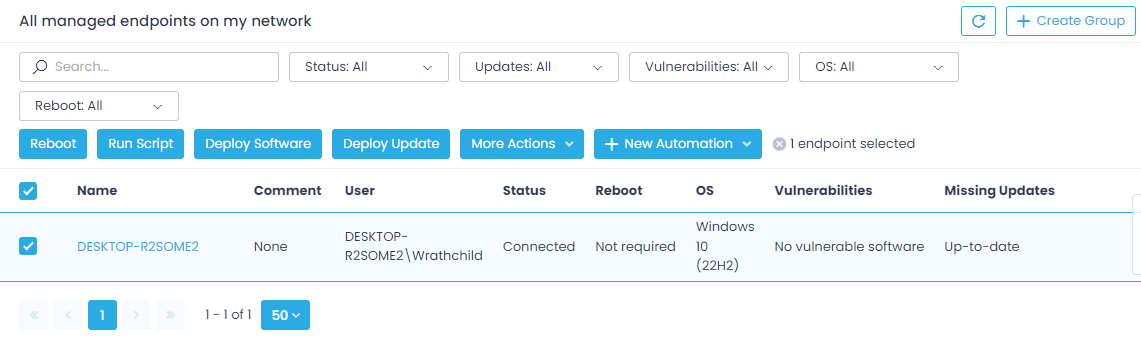 All managed endpoints on my network
Create Group
Search...
Status: All
Updates: All
Vulnerabilities: All
OS: All
Reboot: All
Reboot
Run Script
Deploy Software
Deploy Update
More Actions
New Automation
1 endpoint selected
Name Comment User Status Reboot OS Vulnerabilities Missing Updates
DESKTOP-R2SOME2
None
DESKTOP-
R2SOME2\Wrathchild
Connected
Not required
Windows
10
(22H2)
No vulnerable software
Up-to-date
« ‹ 1 › »
1 - 1 of 1
50